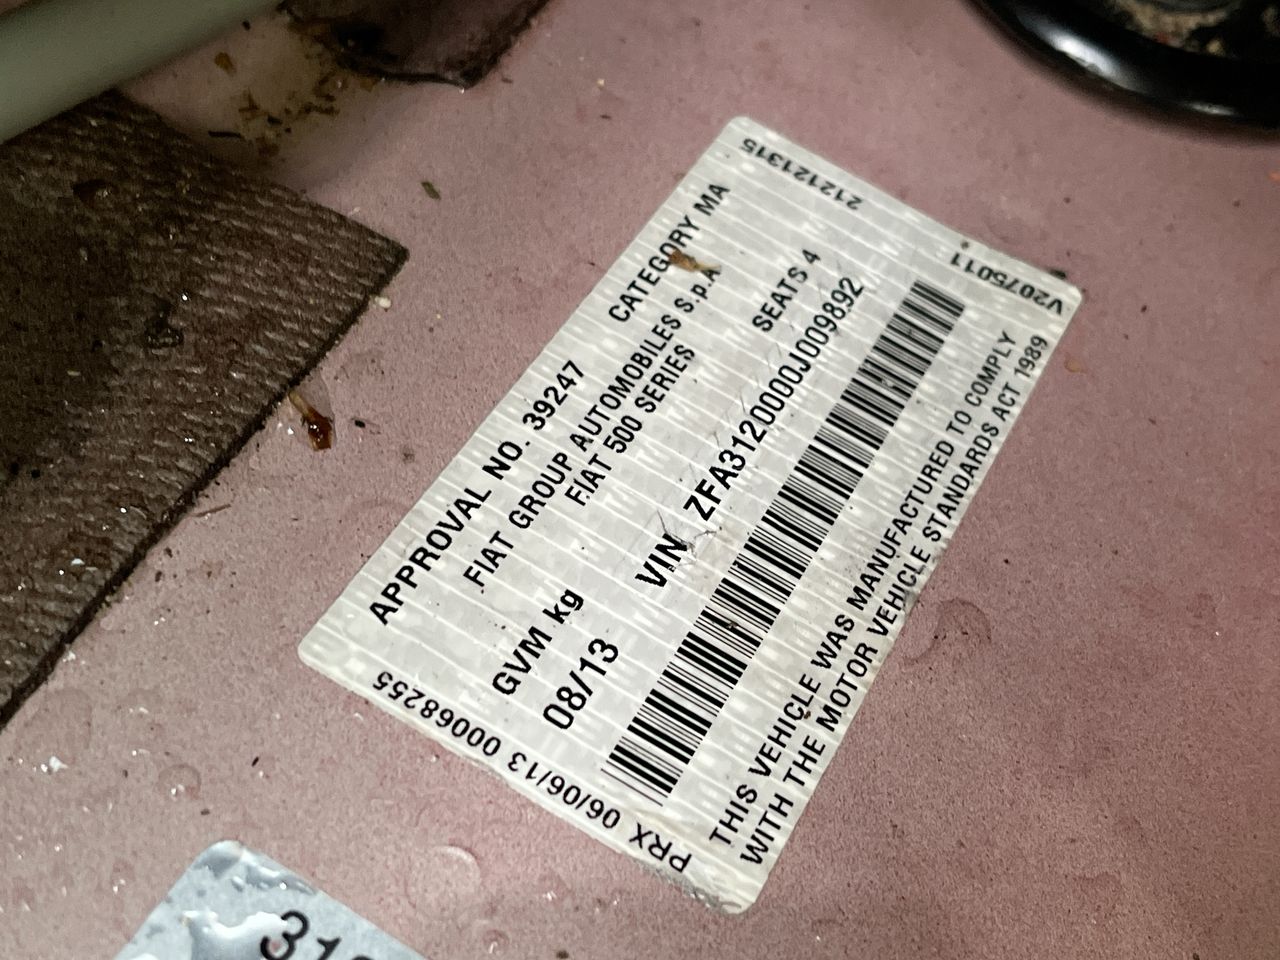 APPROVAL NO. 39247 CATEGORY MA
FIAT GROUP AUTOMOBILES S.p.A
FIAT 500 SERIES
GVM kg SEATS 4
08/13 VIN ZFA3120000J009892
THIS VEHICLE WAS MANUFACTURED TO COMPLY
WITH THE MOTOR VEHICLE STANDARDS ACT 1989
PRX 06/06/13 00068255
V2075011 212121315